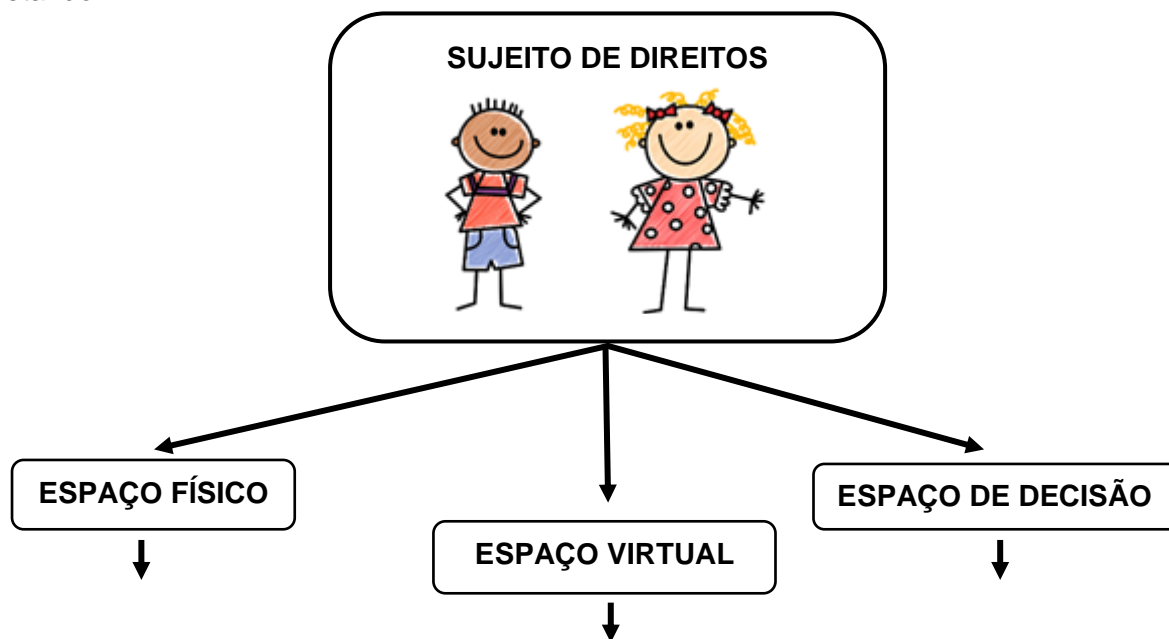 SUJEITO DE DIREITOS
ESPAÇO FÍSICO
ESPAÇO VIRTUAL
ESPAÇO DE DECISÃO